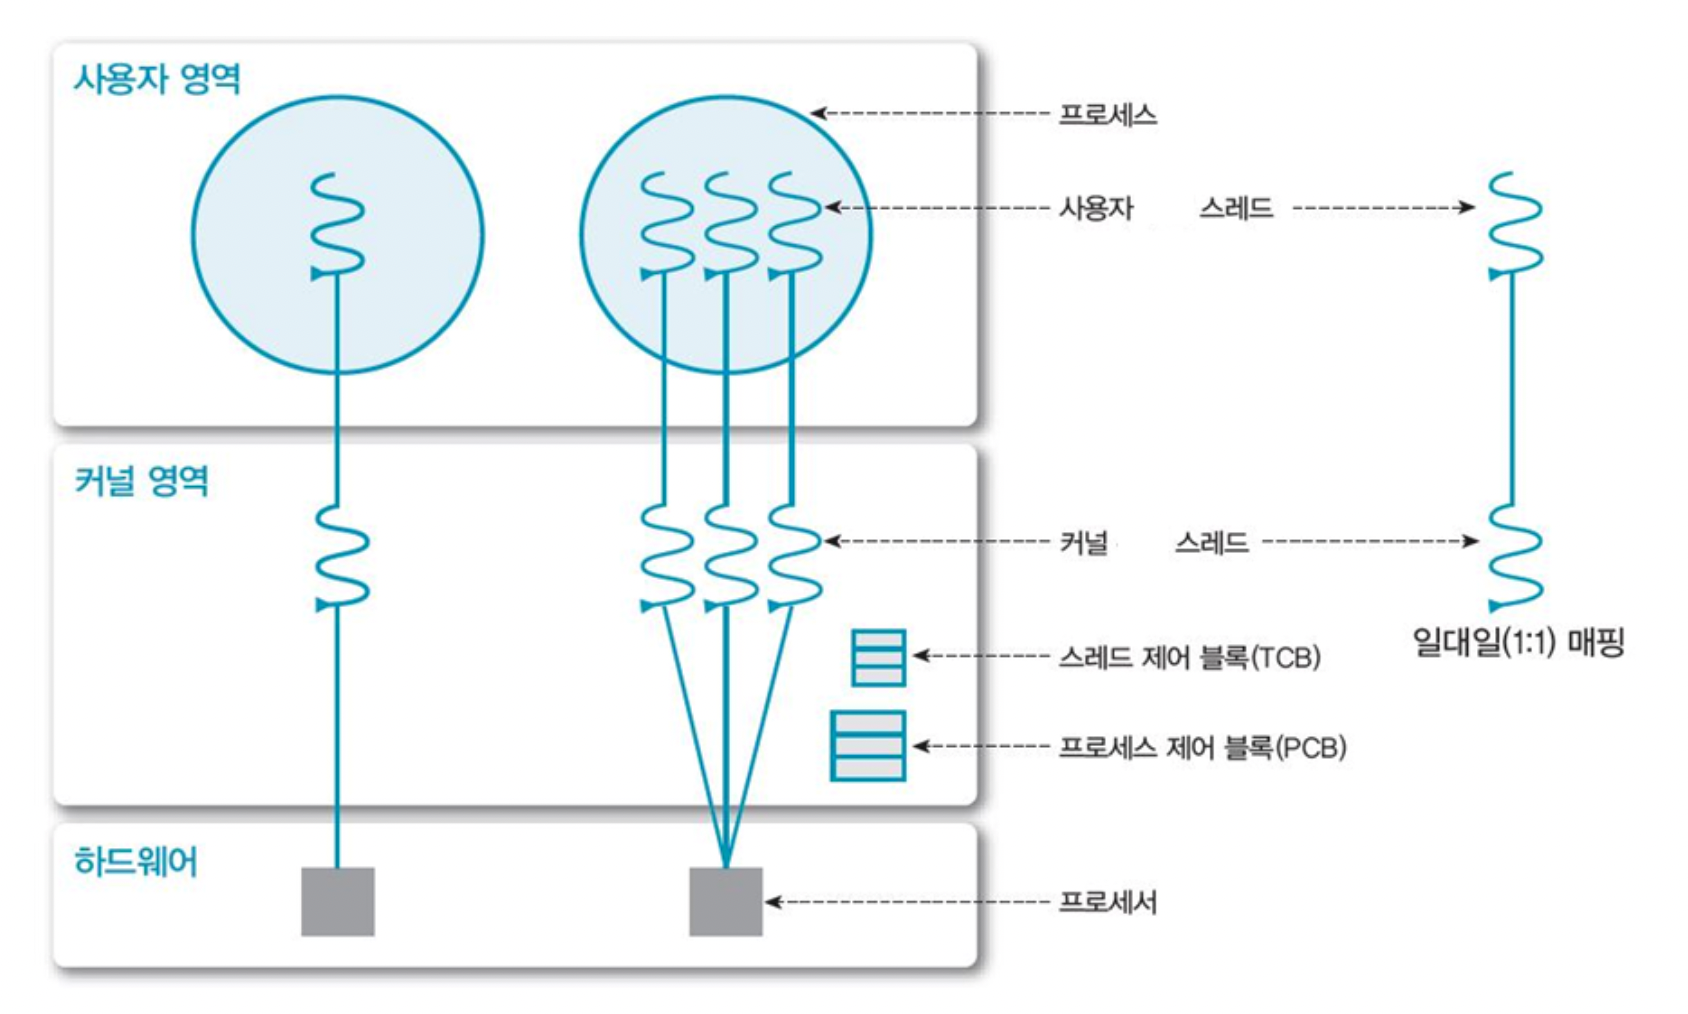 사용자 영역
프로세스
사용자 스레드
커널 영역
커널 스레드
일대일(1:1) 매핑
스레드 제어 블록(TCB)
프로세스 제어 블록(PCB)
하드웨어
프로세서